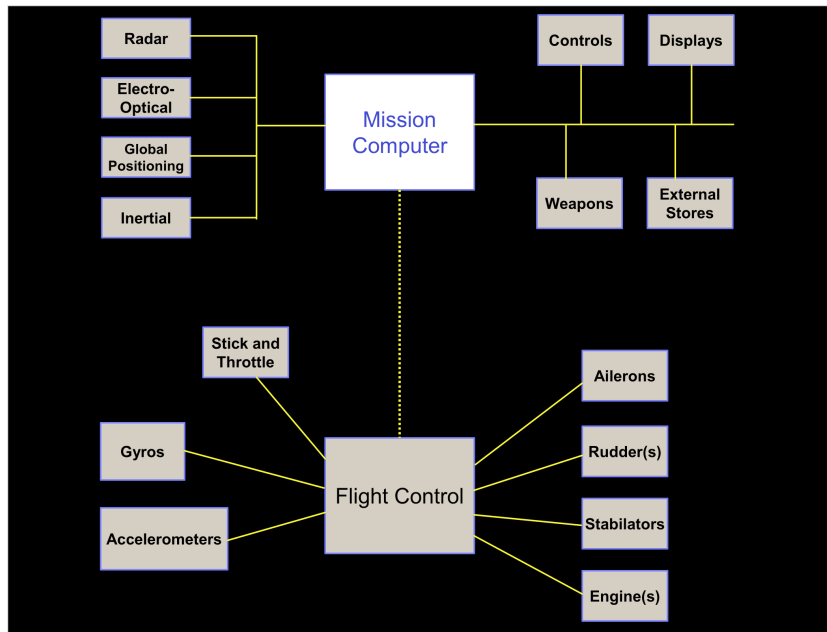 Radar
Electro-
Optical
Global
Positioning
Inertial
Mission
Computer
Controls
Displays
Weapons
External
Stores
Stick and
Throttle
Gyros
Accelerometers
Flight Control
Ailerons
Rudder(s)
Stabilators
Engine(s)